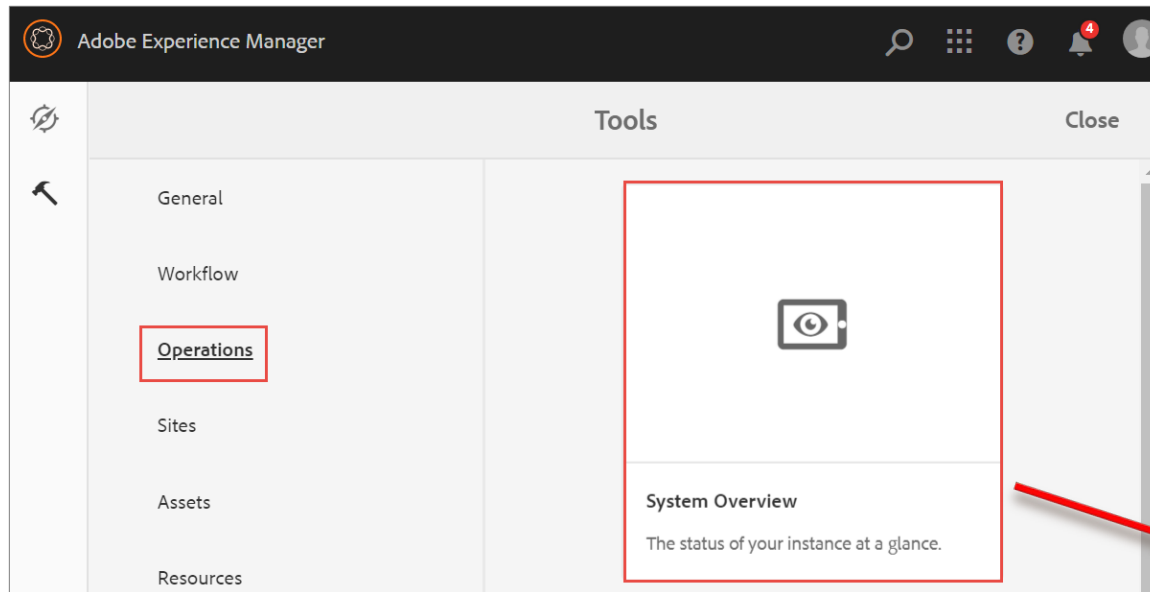 Adobe Experience Manager
4
Tools
Close
General
Workflow
Operations
Sites
Assets
Resources
System Overview
The status of your instance at a glance.